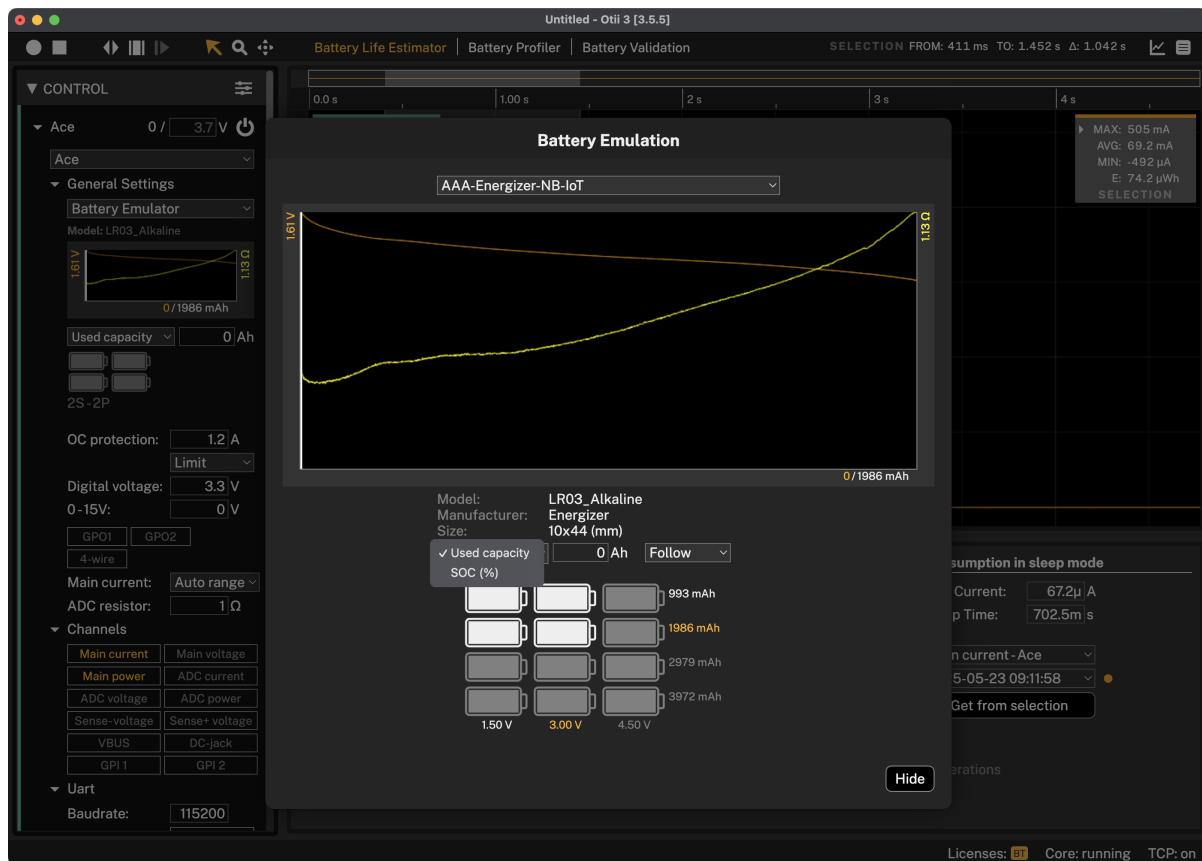 Untitled - Otii 3 [3.5.5]
Battery Life Estimator
Battery Profiler
Battery Validation
SELECTION FROM: 411 ms TO: 1.452 s Δ: 1.042 s
CONTROL
Ace 0 / 3.7 V
Ace
General Settings
Battery Emulator
Model: LR03_Alkaline
1.61 V
1.13 Ω
0/1986 mAh
Used capacity 0 Ah
2S-2P
OC protection: 1.2 A
Limit
Digital voltage: 3.3 V
0-15V: 0 V
GPO1 GPO2
4-wire
Main current: Auto range
ADC resistor: 1 Ω
Channels
Main current Main voltage
Main power ADC current
ADC voltage ADC power
Sense-voltage Sense+ voltage
VBUS DC-jack
GPI 1 GPI 2
Uart
Baudrate: 115200
0.0 s 1.00 s 2 s 3 s 4 s
MAX: 505 mA
AVG: 69.2 mA
MIN: -492 µA
E: 74.2 µWh
SELECTION
Battery Emulation
AAA-Energizer-NB-IoT
1.61 V
1.13 Ω
0/1986 mAh
Model: LR03_Alkaline
Manufacturer: Energizer
Size: 10x44 (mm)
✓ Used capacity 0 Ah Follow
SOC (%)
993 mAh
1986 mAh
2979 mAh
3972 mAh
1.50 V 3.00 V 4.50 V
Hide
sumption in sleep mode
Current: 67.2µ A
p Time: 702.5m s
n current - Ace
5-05-23 09:11:58
Get from selection
erations
Licenses: BT Core: running TCP: on